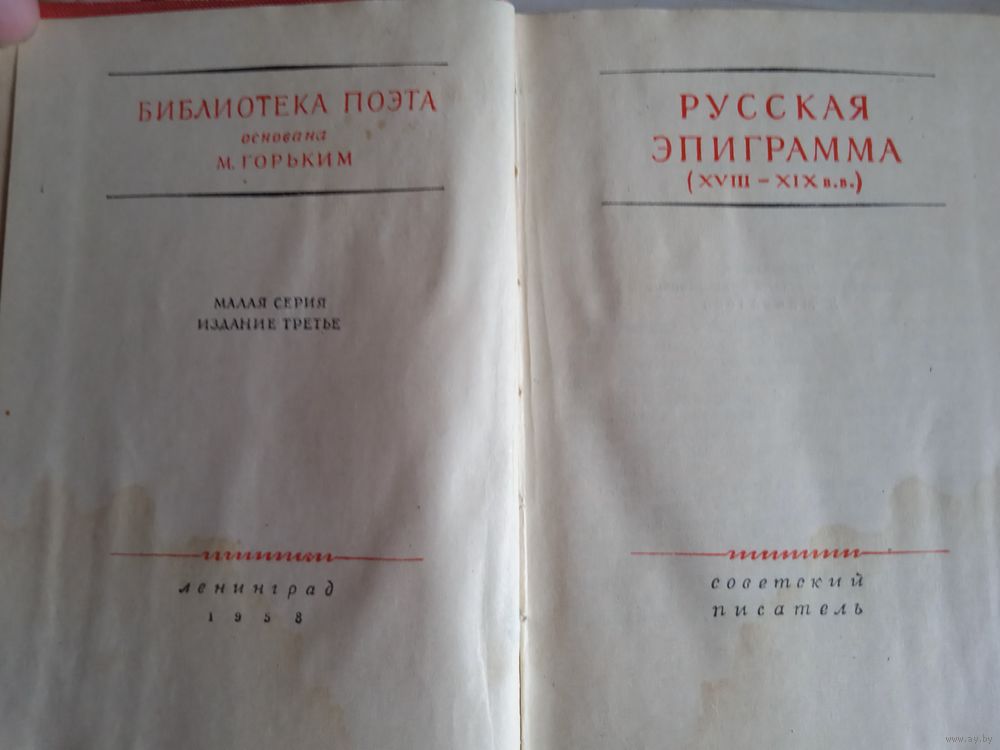 БИБЛИОТЕКА ПОЭТА
основана
М. ГОРЬКИМ
МАЛАЯ СЕРИЯ
ИЗДАНИЕ ТРЕТЬЕ
ленинград
1958
РУССКАЯ
ЭПИГРАММА
(XVIII – XIX в.в.)
советский
писатель
www.ay.by